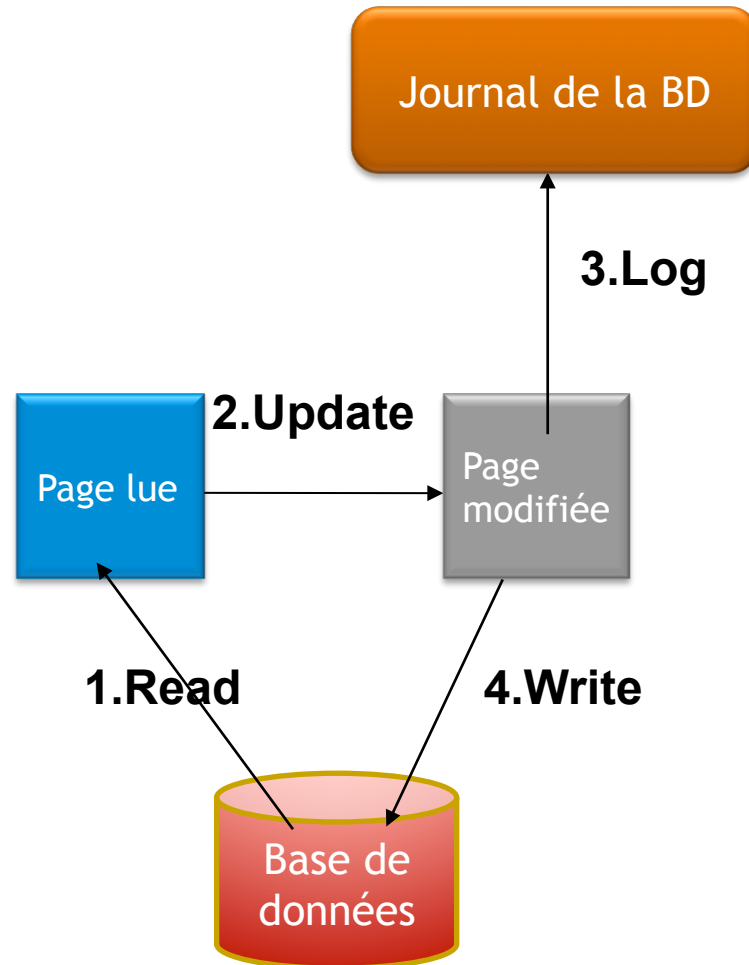 Journal de la BD
3.Log
2.Update
Page lue
Page
modifiée
1.Read
4.Write
Base de
données